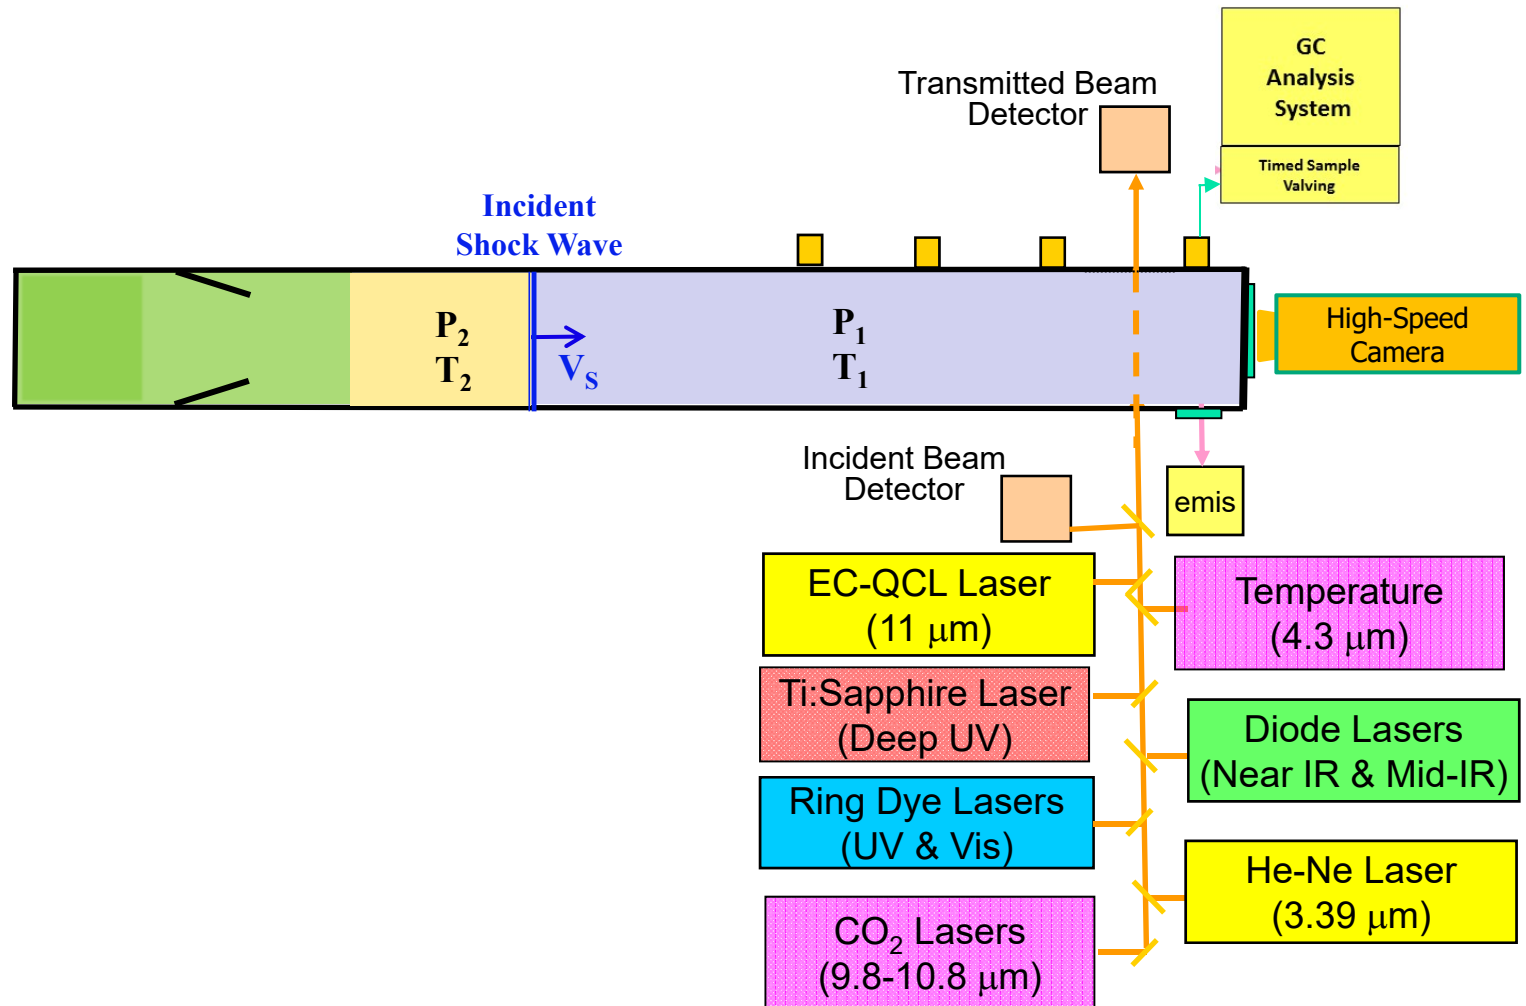 GC
Analysis
System
Timed Sample
Valving
Transmitted Beam
Detector
Incident
Shock Wave
P₂
T₂
V_S
P₁
T₁
High-Speed
Camera
Incident Beam
Detector
emis
EC-QCL Laser
(11 μm)
Temperature
(4.3 μm)
Ti:Sapphire Laser
(Deep UV)
Diode Lasers
(Near IR & Mid-IR)
Ring Dye Lasers
(UV & Vis)
He-Ne Laser
(3.39 μm)
CO₂ Lasers
(9.8-10.8 μm)